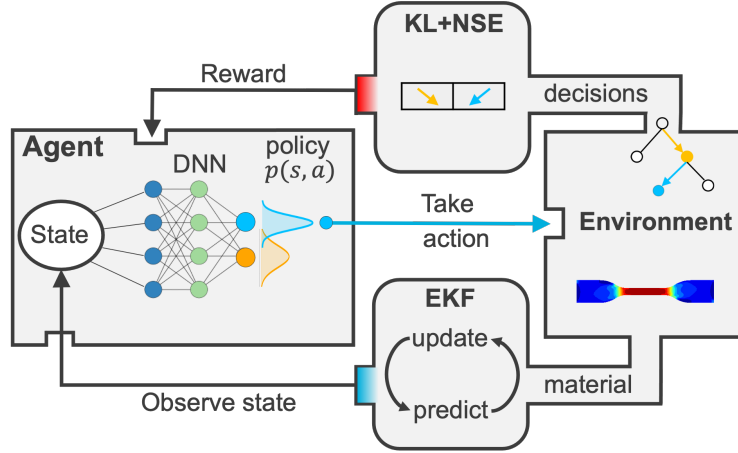 KL+NSE
Reward
decisions
Agent
DNN
policy
p(s, a)
State
Take
action
Environment
EKF
update
predict
material
Observe state